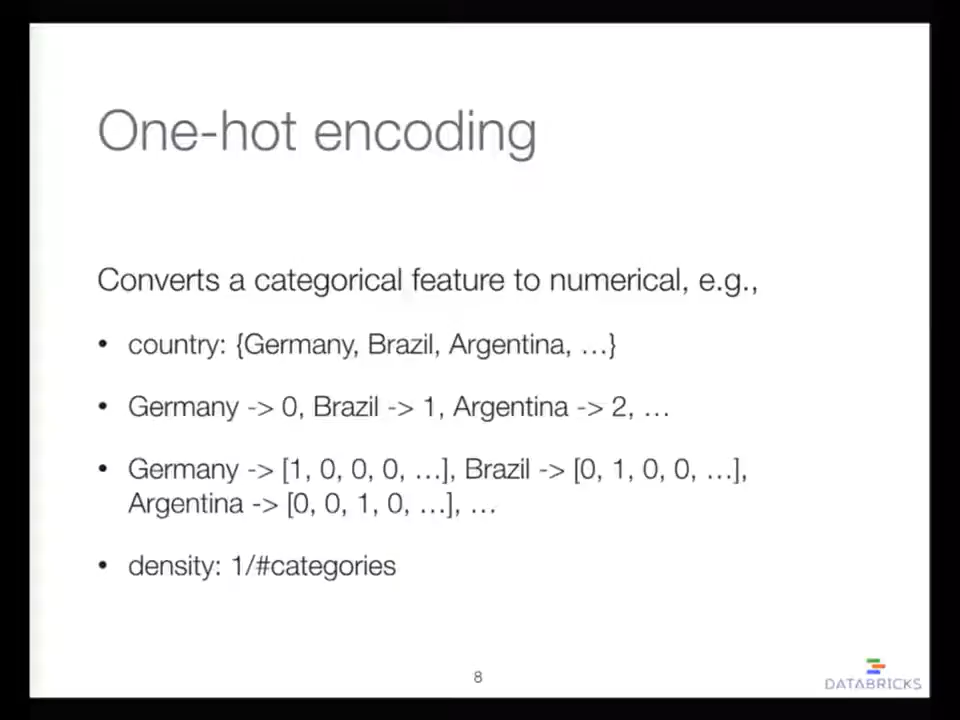 One-hot encoding
Converts a categorical feature to numerical, e.g.,
• country: {Germany, Brazil, Argentina, …}
• Germany -> 0, Brazil -> 1, Argentina -> 2, …
• Germany -> [1, 0, 0, 0, …], Brazil -> [0, 1, 0, 0, …],
Argentina -> [0, 0, 1, 0, …], …
• density: 1/#categories
8
DATABRICKS